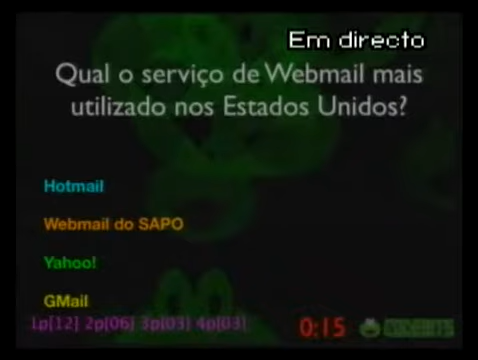 Em directo
Qual o serviço de Webmail mais
utilizado nos Estados Unidos?
Hotmail
Webmail do SAPO
Yahoo!
GMail
1p[12] 2p[06] 3p[03] 4p[03]
0:15